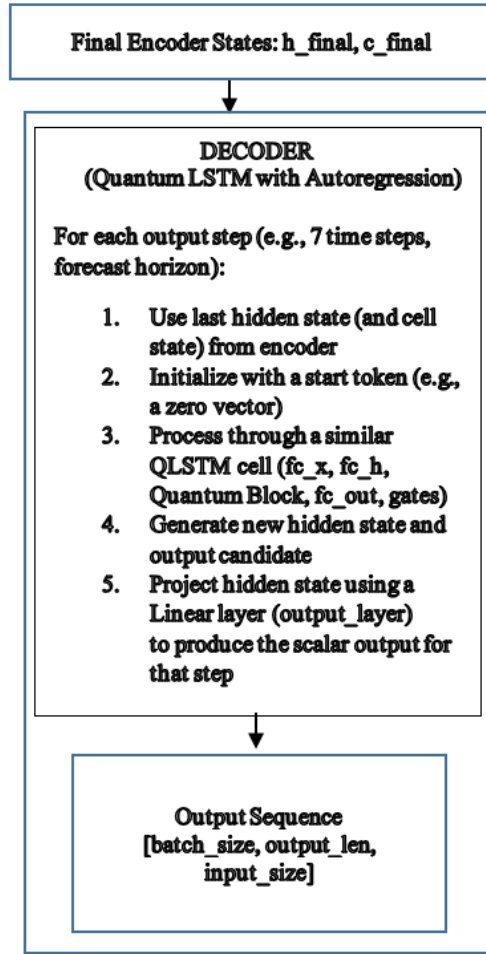 Final Encoder States: h_final, c_final
DECODER
(Quantum LSTM with Autoregression)
For each output step (e.g., 7 time steps,
forecast horizon):
1. Use last hidden state (and cell
state) from encoder
2. Initialize with a start token (e.g.,
a zero vector)
3. Process through a similar
QLSTM cell (fc_x, fc_h,
Quantum Block, fc_out, gates)
4. Generate new hidden state and
output candidate
5. Project hidden state using a
Linear layer (output_layer)
to produce the scalar output for
that step
Output Sequence
[batch_size, output_len,
input_size]